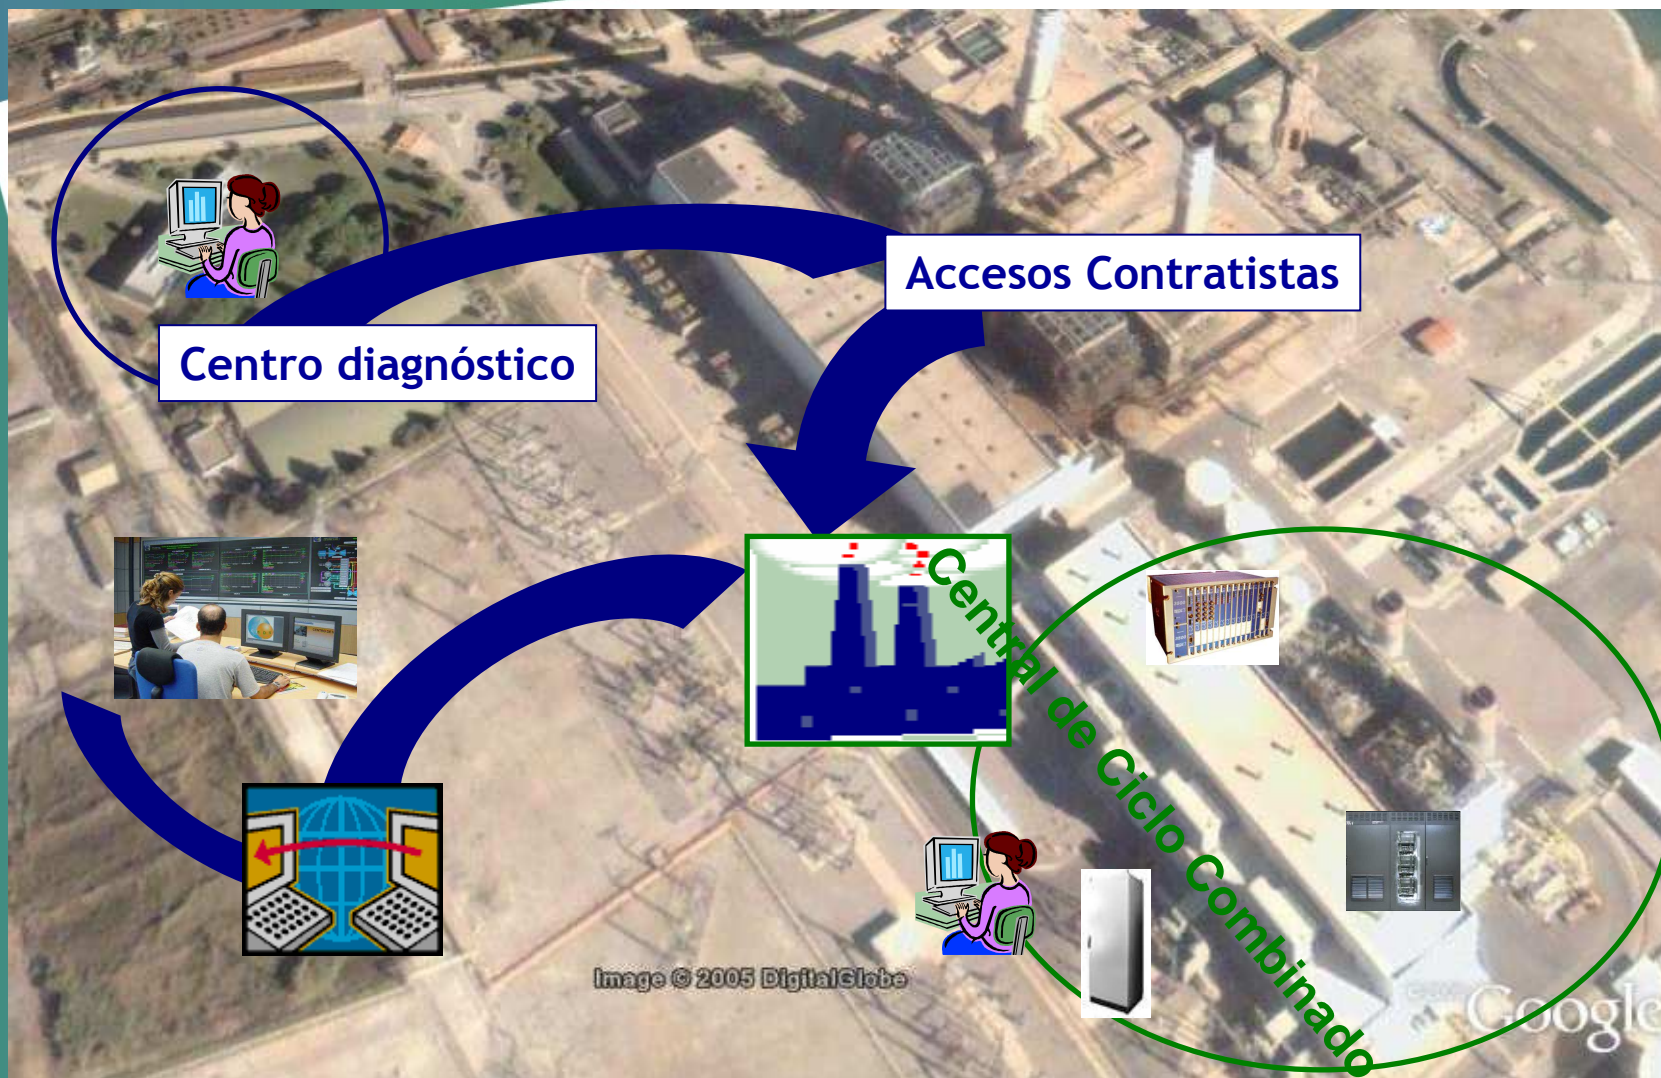 Accesos Contratistas
Centro diagnóstico
Central de Ciclo Combinado
Image © 2005 DigitalGlobe
Google